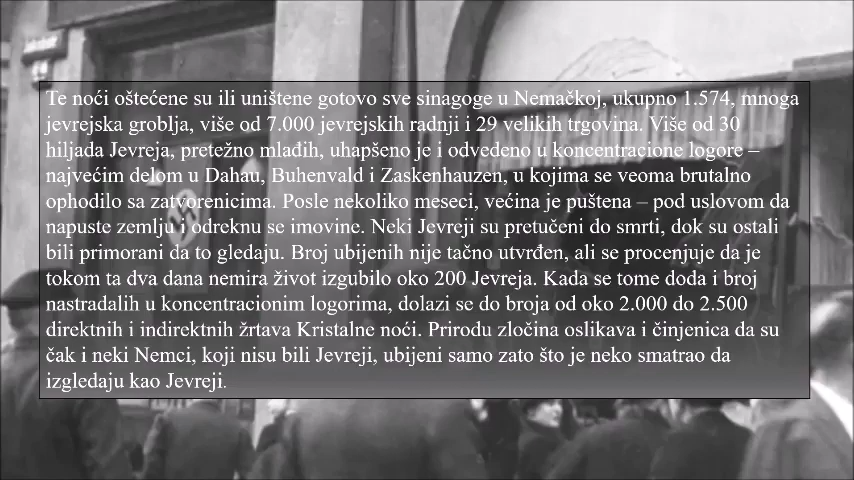 Te noći oštećene su ili uništene gotovo sve sinagoge u Nemačkoj, ukupno 1.574, mnoga
jevrejska groblja, više od 7.000 jevrejskih radnji i 29 velikih trgovina. Više od 30
hiljada Jevreja, pretežno mlađih, uhapšeno je i odvedeno u koncentracione logore –
najvećim delom u Dahau, Buhenvald i Zaskenhauzen, u kojima se veoma brutalno
ophodilo sa zatvorenicima. Posle nekoliko meseci, većina je puštena – pod uslovom da
napuste zemlju i odreknu se imovine. Neki Jevreji su pretučeni do smrti, dok su ostali
bili primorani da to gledaju. Broj ubijenih nije tačno utvrđen, ali se procenjuje da je
tokom ta dva dana nemira život izgubilo oko 200 Jevreja. Kada se tome doda i broj
nastradalih u koncentracionim logorima, dolazi se do broja od oko 2.000 do 2.500
direktnih i indirektnih žrtava Kristalne noći. Prirodu zločina oslikava i činjenica da su
čak i neki Nemci, koji nisu bili Jevreji, ubijeni samo zato što je neko smatrao da
izgledaju kao Jevreji.